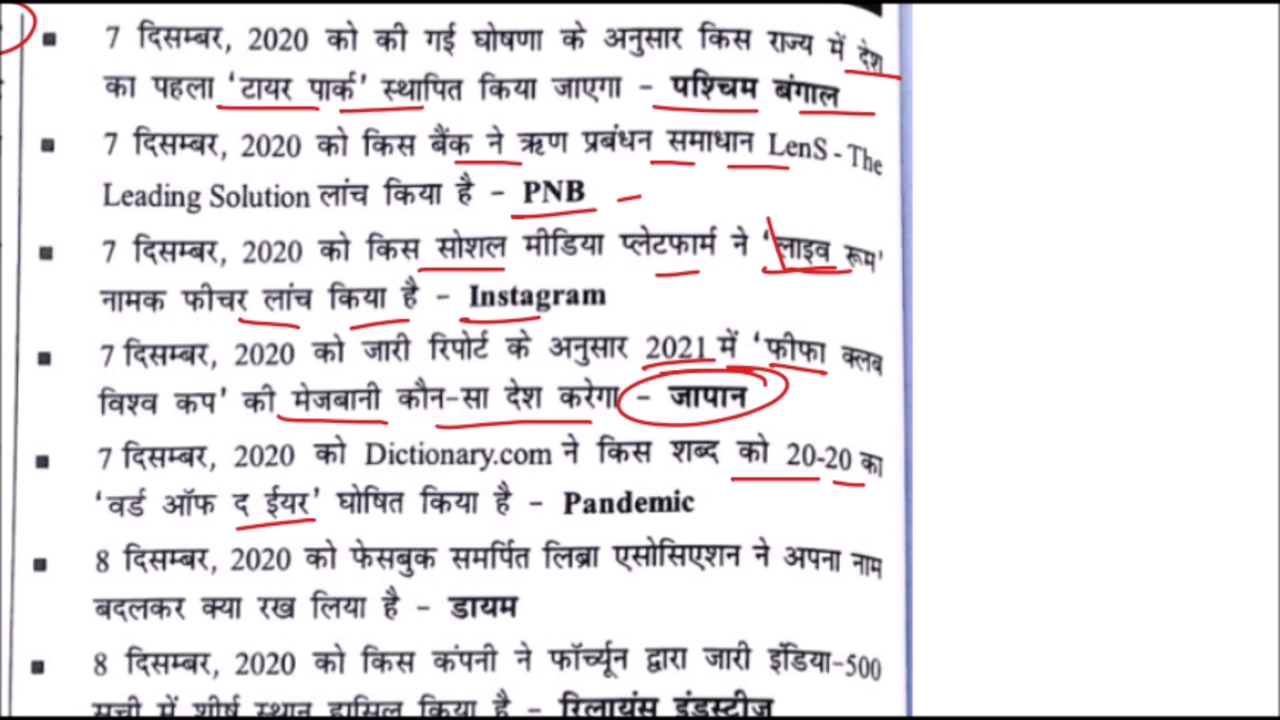 7 दिसम्बर, 2020 को की गई घोषणा के अनुसार किस राज्य में देश
का पहला ‘टायर पार्क’ स्थापित किया जाएगा – पश्चिम बंगाल
7 दिसम्बर, 2020 को किस बैंक ने ऋण प्रबंधन समाधान LenS - The
Leading Solution लांच किया है – PNB
7 दिसम्बर, 2020 को किस सोशल मीडिया प्लेटफार्म ने ‘लाइव रूम’
नामक फीचर लांच किया है – Instagram
7 दिसम्बर, 2020 को जारी रिपोर्ट के अनुसार 2021 में ‘फीफा क्लब
विश्व कप’ की मेजबानी कौन-सा देश करेगा – जापान
7 दिसम्बर, 2020 को Dictionary.com ने किस शब्द को 20-20 का
‘वर्ड ऑफ द ईयर’ घोषित किया है – Pandemic
8 दिसम्बर, 2020 को फेसबुक समर्पित लिब्रा एसोसिएशन ने अपना नाम
बदलकर क्या रख लिया है – डायम
8 दिसम्बर, 2020 को किस कंपनी ने फॉर्च्यून द्वारा जारी इंडिया-500
सूची में शीर्ष स्थान हासिल किया है – रिलायंस इंडस्ट्रीज